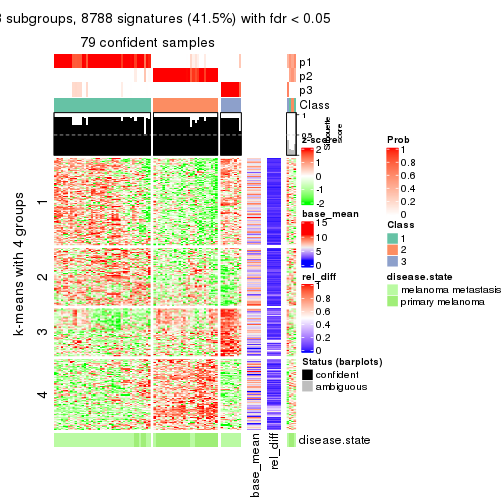 3 subgroups, 8788 signatures (41.5%) with fdr < 0.05
79 confident samples
p1
p2
p3
Class
1
0.5
Silhouette
score
k-means with 4 groups
1
2
3
4
disease.state
base_mean
rel_diff
z-score
2
1
0
-1
-2
base_mean
15
10
5
0
rel_diff
1
0.8
0.6
0.4
0.2
0
Status (barplots)
confident
ambiguous
Prob
1
0.8
0.6
0.4
0.2
0
Class
1
2
3
disease.state
melanoma metastasis
primary melanoma